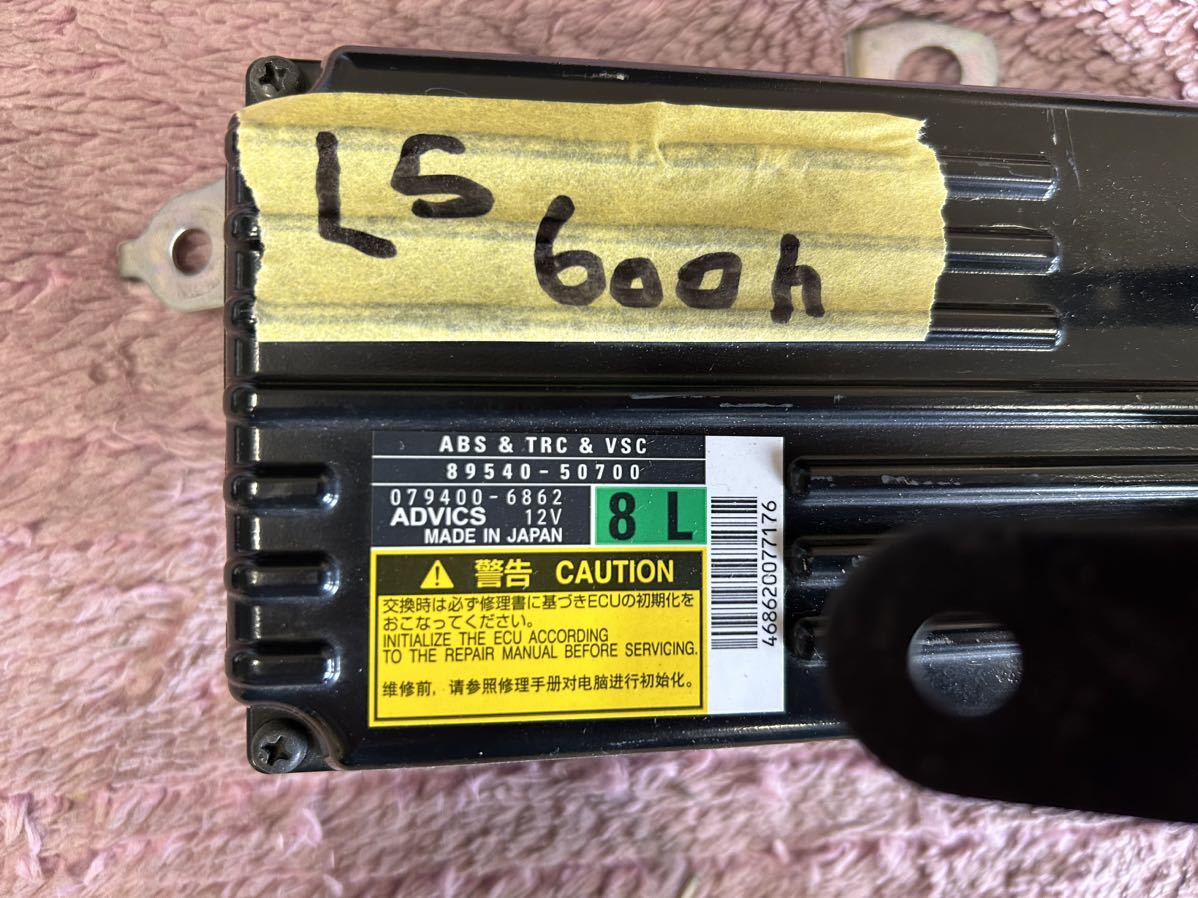 LS
600h
ABS & TRC & VSC
89540-50700
079400-6862
ADVICS 12V
MADE IN JAPAN
8L
警告 CAUTION
交換時は必ず修理書に基づきECUの初期化を
おこなってください。
INITIALIZE THE ECU ACCORDING
TO THE REPAIR MANUAL BEFORE SERVICING.
维修前，请参照修理手册对电脑进行初始化。
46862007​7176